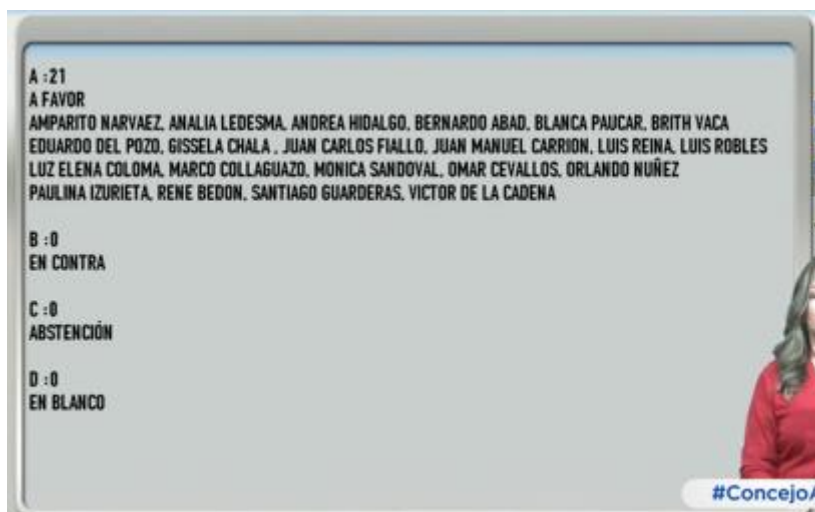 A :21
A FAVOR
AMPARITO NARVAEZ, ANALIA LEDESMA, ANDREA HIDALGO, BERNARDO ABAD, BLANCA PAUCAR, BRITH VACA
EDUARDO DEL POZO, GISSELA CHALA , JUAN CARLOS FIALLO, JUAN MANUEL CARRION, LUIS REINA, LUIS ROBLES
LUZ ELENA COLOMA, MARCO COLLAGUAZO, MONICA SANDOVAL, OMAR CEVALLOS, ORLANDO NUÑEZ
PAULINA IZURIETA, RENE BEDON, SANTIAGO GUARDERAS, VICTOR DE LA CADENA
B :0
EN CONTRA
C :0
ABSTENCIÓN
D :0
EN BLANCO
#ConcejoA